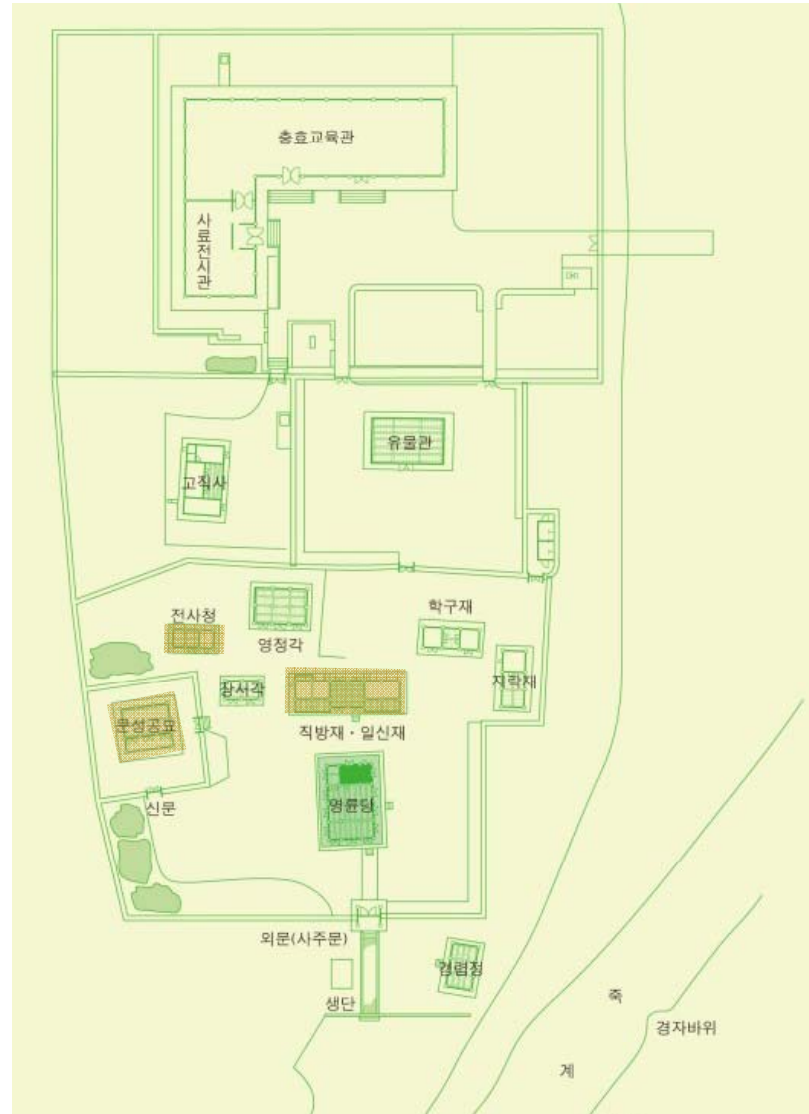 충효교육관
사료전시관
유물관
고직사
전사청
영정각
학구재
지락재
장서각
문성공묘
직방재·일신재
명륜당
신문
외문(사주문)
경렴정
생단
죽
계
경자바위